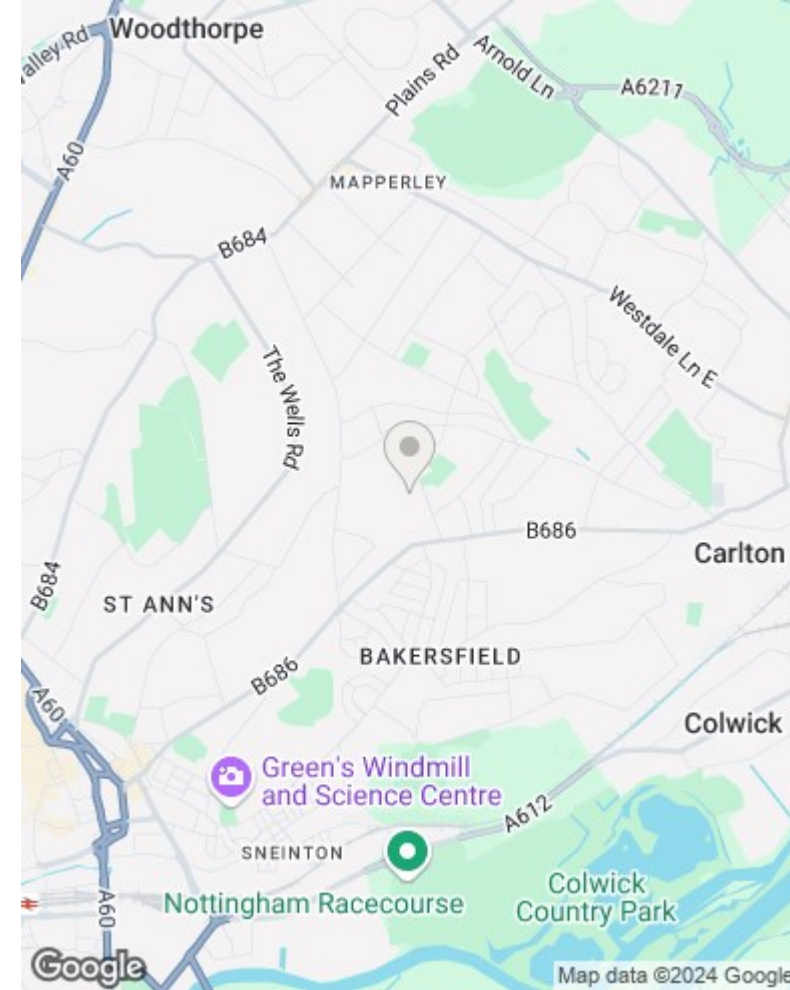 Woodthorpe
alley Rd
Plains Rd
Arnold Ln
A6211
A60
MAPPERLEY
B684
Westdale Ln E
The Wells Rd
B686
Carlton
B684
ST ANN'S
BAKERSFIELD
B686
A60
Colwick
Green's Windmill
and Science Centre
A612
SNEINTON
Colwick
Country Park
Nottingham Racecourse
A60
Google
Map data ©2024 Google